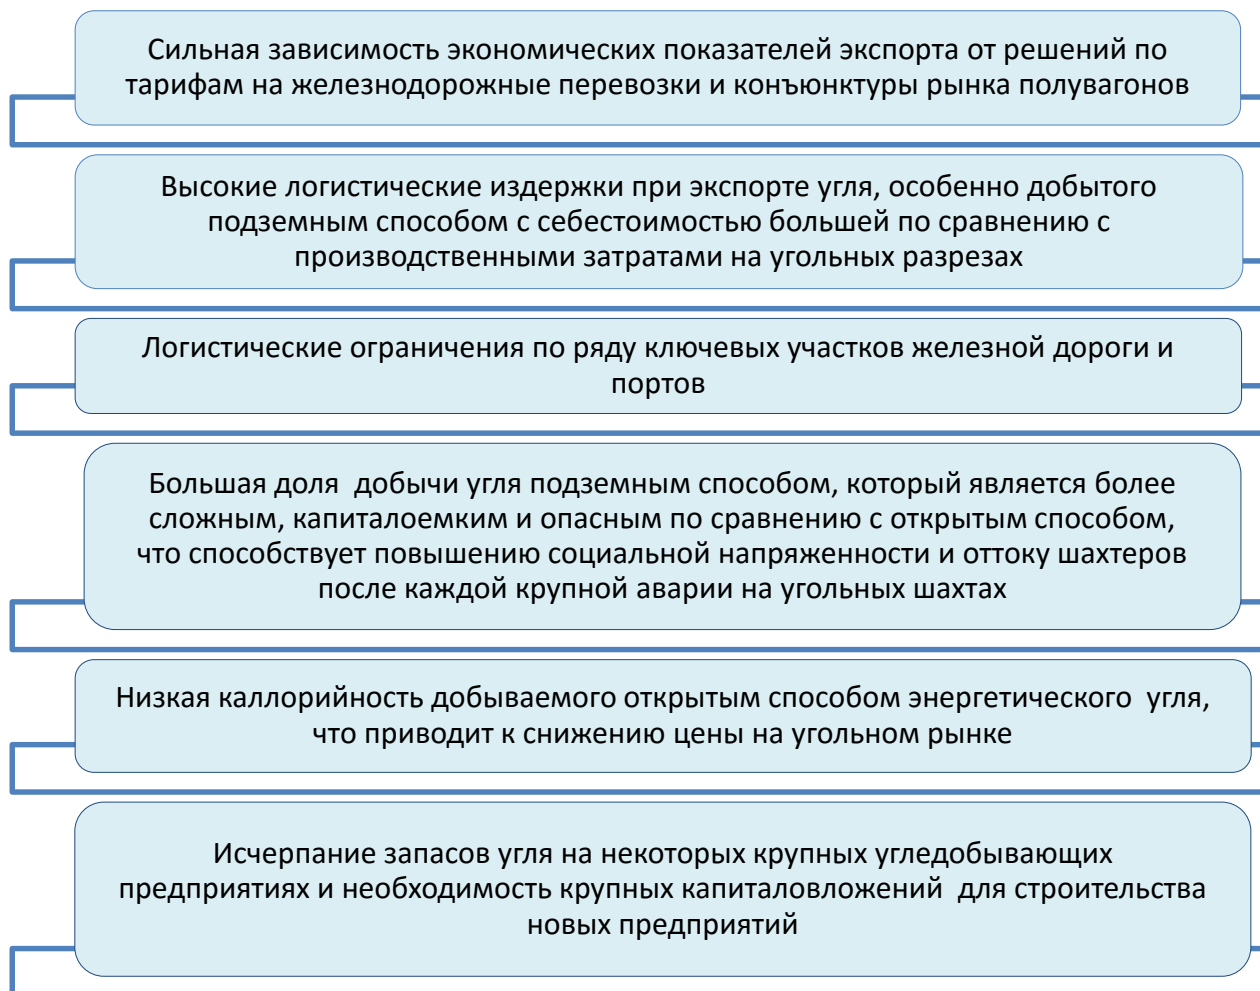 Сильная зависимость экономических показателей экспорта от решений по
тарифам на железнодорожные перевозки и конъюнктуры рынка полувагонов
Высокие логистические издержки при экспорте угля, особенно добытого
подземным способом с себестоимостью большей по сравнению с
производственными затратами на угольных разрезах
Логистические ограничения по ряду ключевых участков железной дороги и
портов
Большая доля  добычи угля подземным способом, который является более
сложным, капиталоемким и опасным по сравнению с открытым способом,
что способствует повышению социальной напряженности и оттоку шахтеров
после каждой крупной аварии на угольных шахтах
Низкая каллорийность добываемого открытым способом энергетического  угля,
что приводит к снижению цены на угольном рынке
Исчерпание запасов угля на некоторых крупных угледобывающих
предприятиях и необходимость крупных капиталовложений  для строительства
новых предприятий